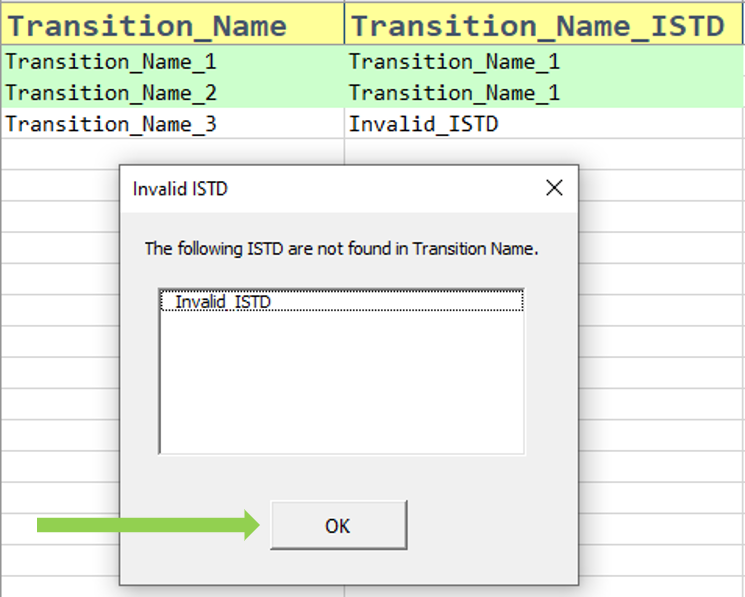 Transition_Name Transition_Name_ISTD
Transition_Name_1 Transition_Name_1
Transition_Name_2 Transition_Name_1
Transition_Name_3 Invalid_ISTD
Invalid ISTD
The following ISTD are not found in Transition Name.
Invalid_ISTD
OK